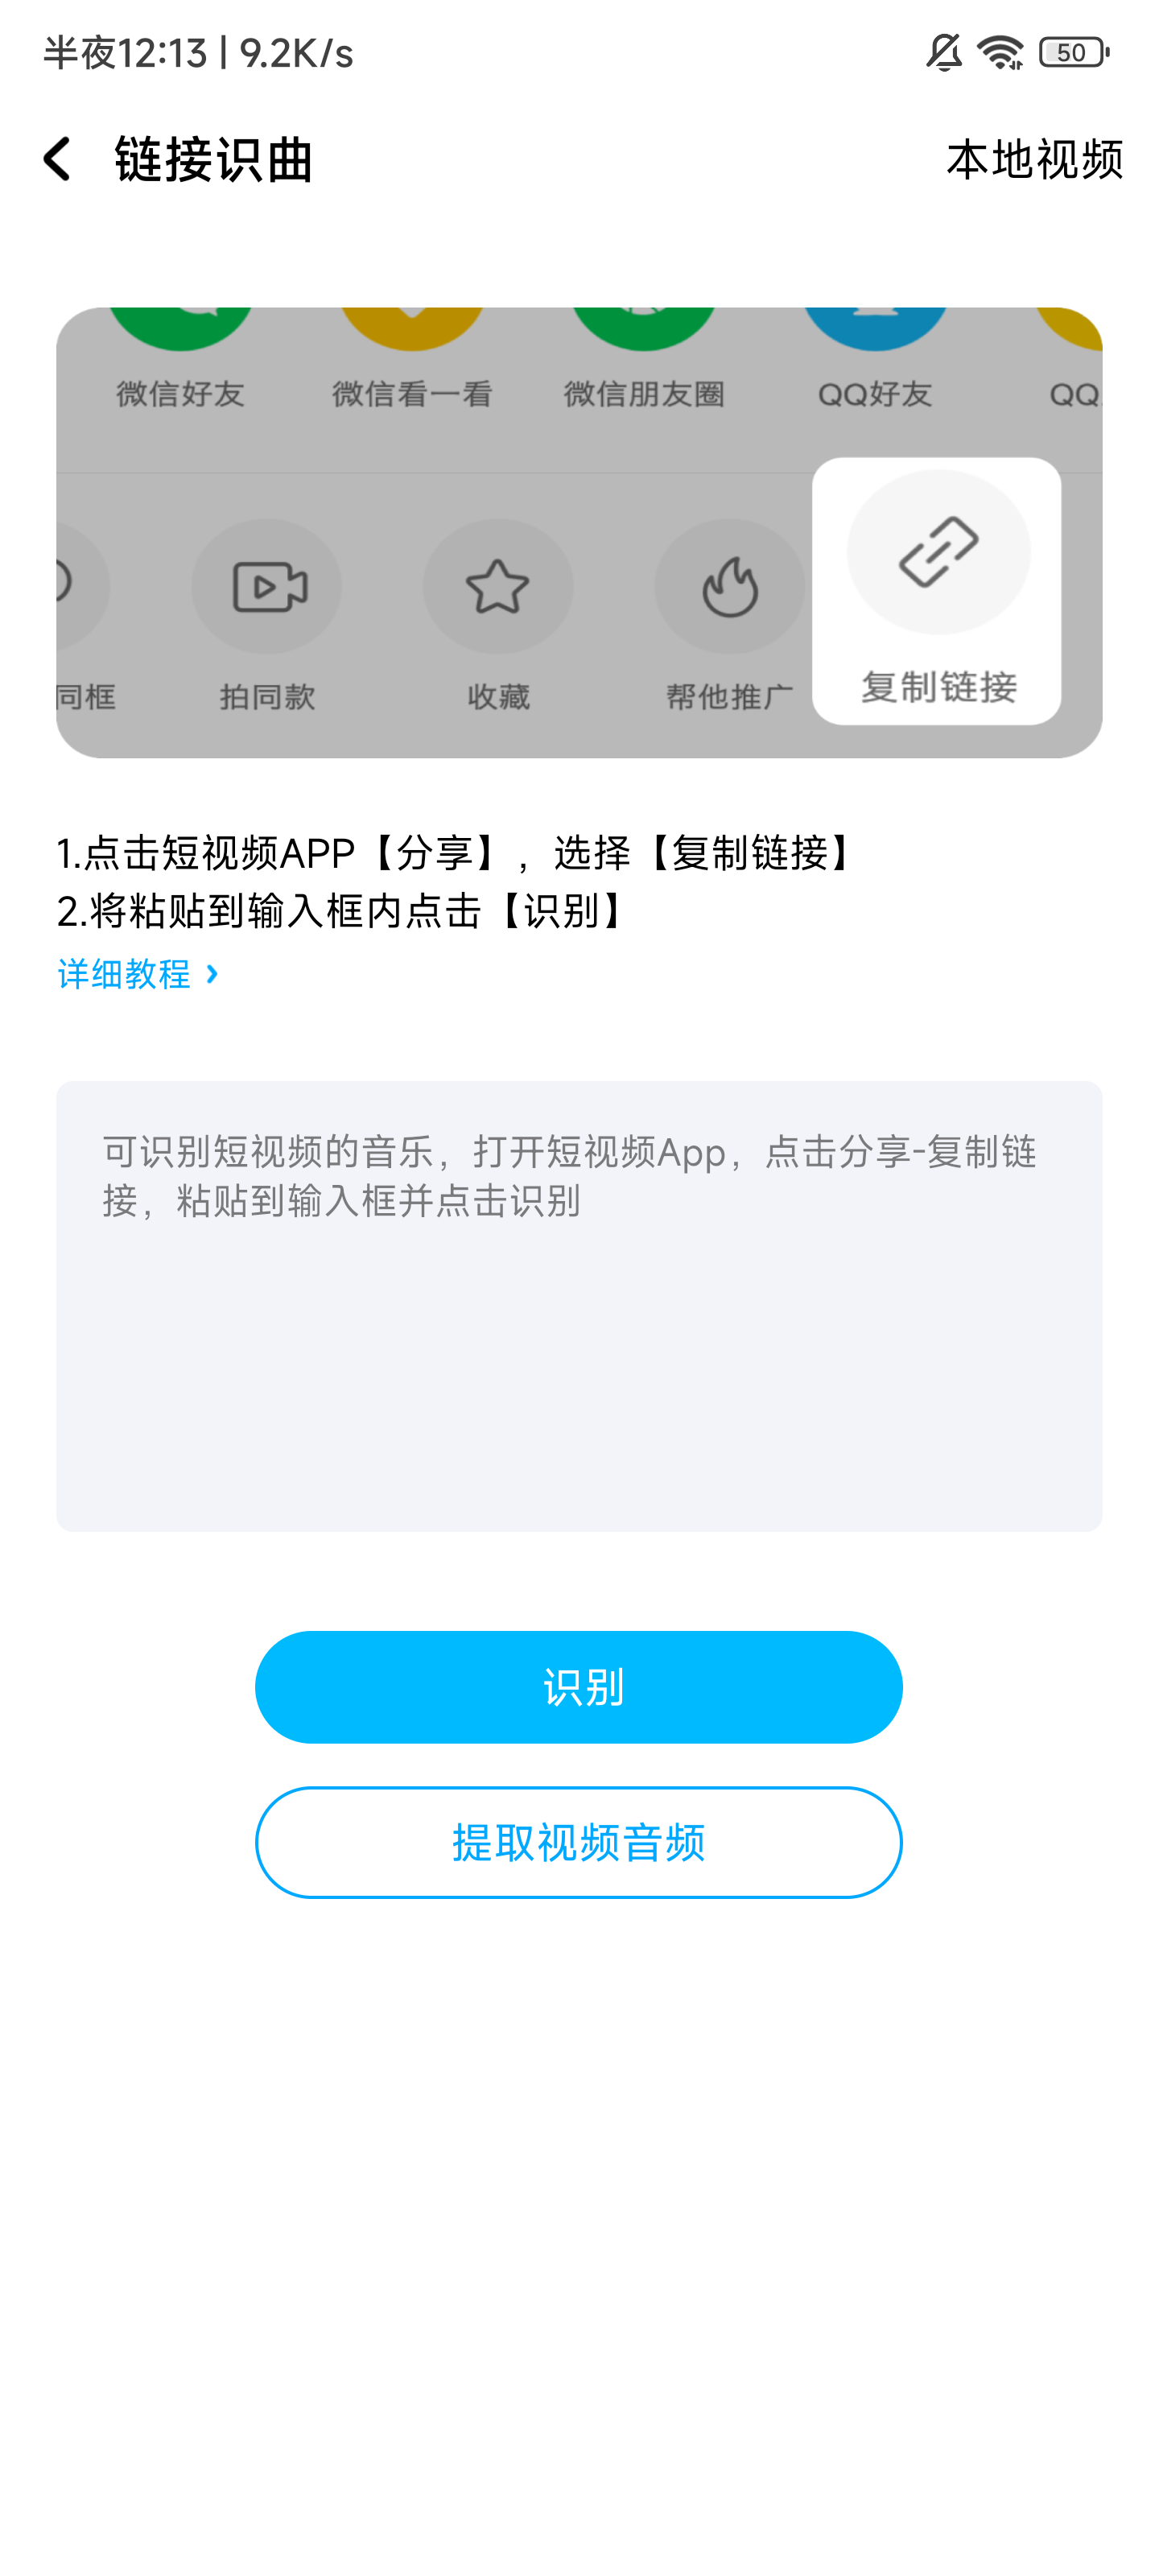 半夜12:13 | 9.2K/s
50
链接识曲
本地视频
微信好友
微信看一看
微信朋友圈
QQ好友
QQ
同框
拍同款
收藏
帮他推广
复制链接
1.点击短视频APP【分享】，选择【复制链接】
2.将粘贴到输入框内点击【识别】
详细教程
可识别短视频的音乐，打开短视频App，点击分享-复制链
接，粘贴到输入框并点击识别
识别
提取视频音频